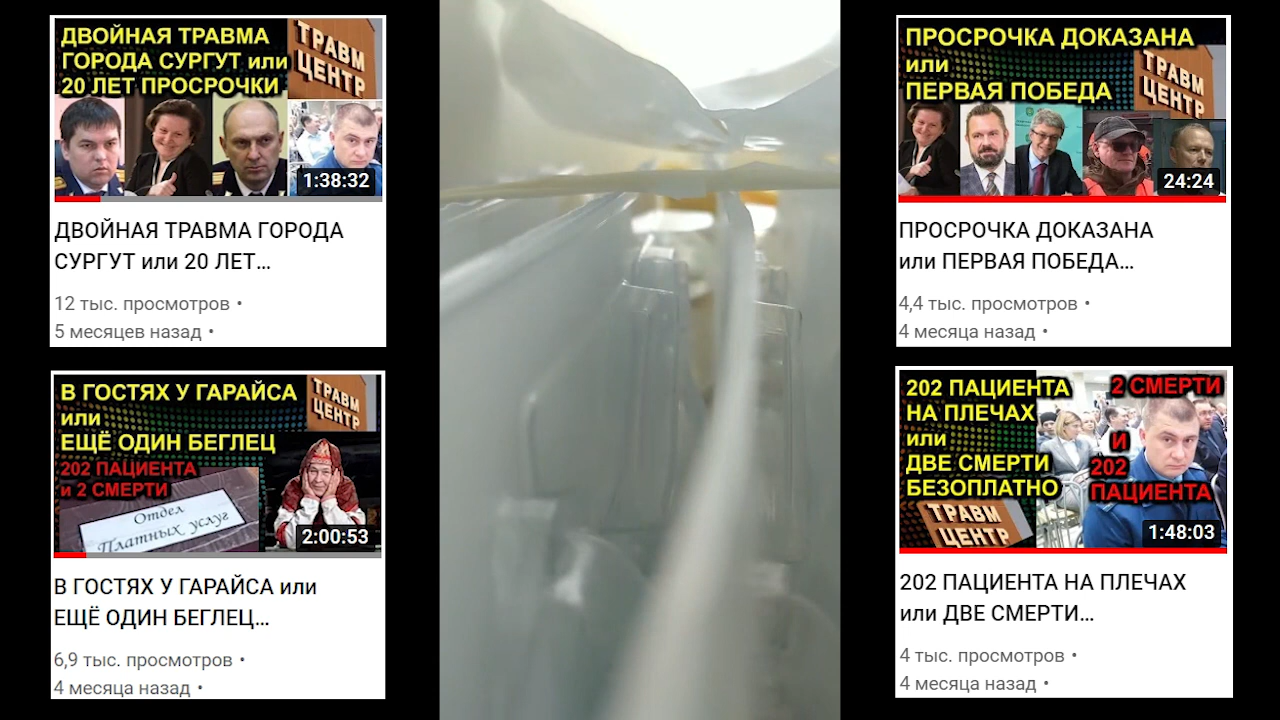 ДВОЙНАЯ ТРАВМА
ГОРОДА СУРГУТ или
20 ЛЕТ ПРОСРОЧКИ
ТРАВМ
ЦЕНТР
1:38:32
ДВОЙНАЯ ТРАВМА ГОРОДА
СУРГУТ или 20 ЛЕТ...
12 тыс. просмотров •
5 месяцев назад •
В ГОСТЯХ У ГАРАЙСА
или
ЕЩЁ ОДИН БЕГЛЕЦ
202 ПАЦИЕНТА
и 2 СМЕРТИ
ТРАВМ
ЦЕНТР
Отдел
Платных услуг
2:00:53
В ГОСТЯХ У ГАРАЙСА или
ЕЩЁ ОДИН БЕГЛЕЦ...
6,9 тыс. просмотров •
4 месяца назад •
ПРОСРОЧКА ДОКАЗАНА
или
ПЕРВАЯ ПОБЕДА
ТРАВМ
ЦЕНТР
24:24
ПРОСРОЧКА ДОКАЗАНА
или ПЕРВАЯ ПОБЕДА...
4,4 тыс. просмотров •
4 месяца назад •
202 ПАЦИЕНТА
НА ПЛЕЧАХ
или
ДВЕ СМЕРТИ
БЕЗОПЛАТНО
2 СМЕРТИ
И
202
ПАЦИЕНТА
ТРАВМ
ЦЕНТР
1:48:03
202 ПАЦИЕНТА НА ПЛЕЧАХ
или ДВЕ СМЕРТИ...
4 тыс. просмотров •
4 месяца назад •